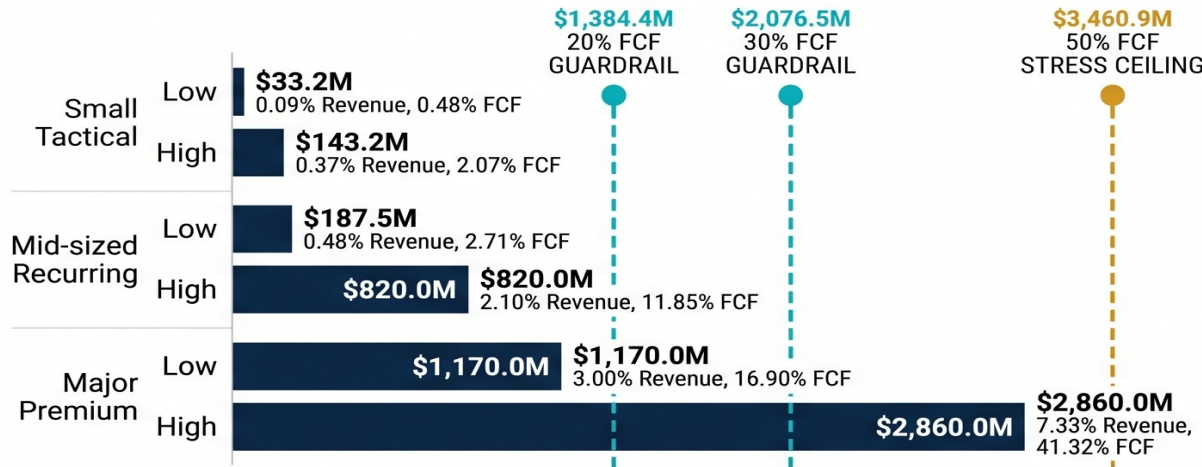 $1,384.4M
20% FCF
GUARDRAIL
$2,076.5M
30% FCF
GUARDRAIL
$3,460.9M
50% FCF
STRESS CEILING
Small
Tactical
Low
$33.2M
0.09% Revenue, 0.48% FCF
High
$143.2M
0.37% Revenue, 2.07% FCF
Mid-sized
Recurring
Low
$187.5M
0.48% Revenue, 2.71% FCF
High
$820.0M
$820.0M
2.10% Revenue, 11.85% FCF
Major
Premium
Low
$1,170.0M
$1,170.0M
3.00% Revenue, 16.90% FCF
High
$2,860.0M
$2,860.0M
7.33% Revenue,
41.32% FCF